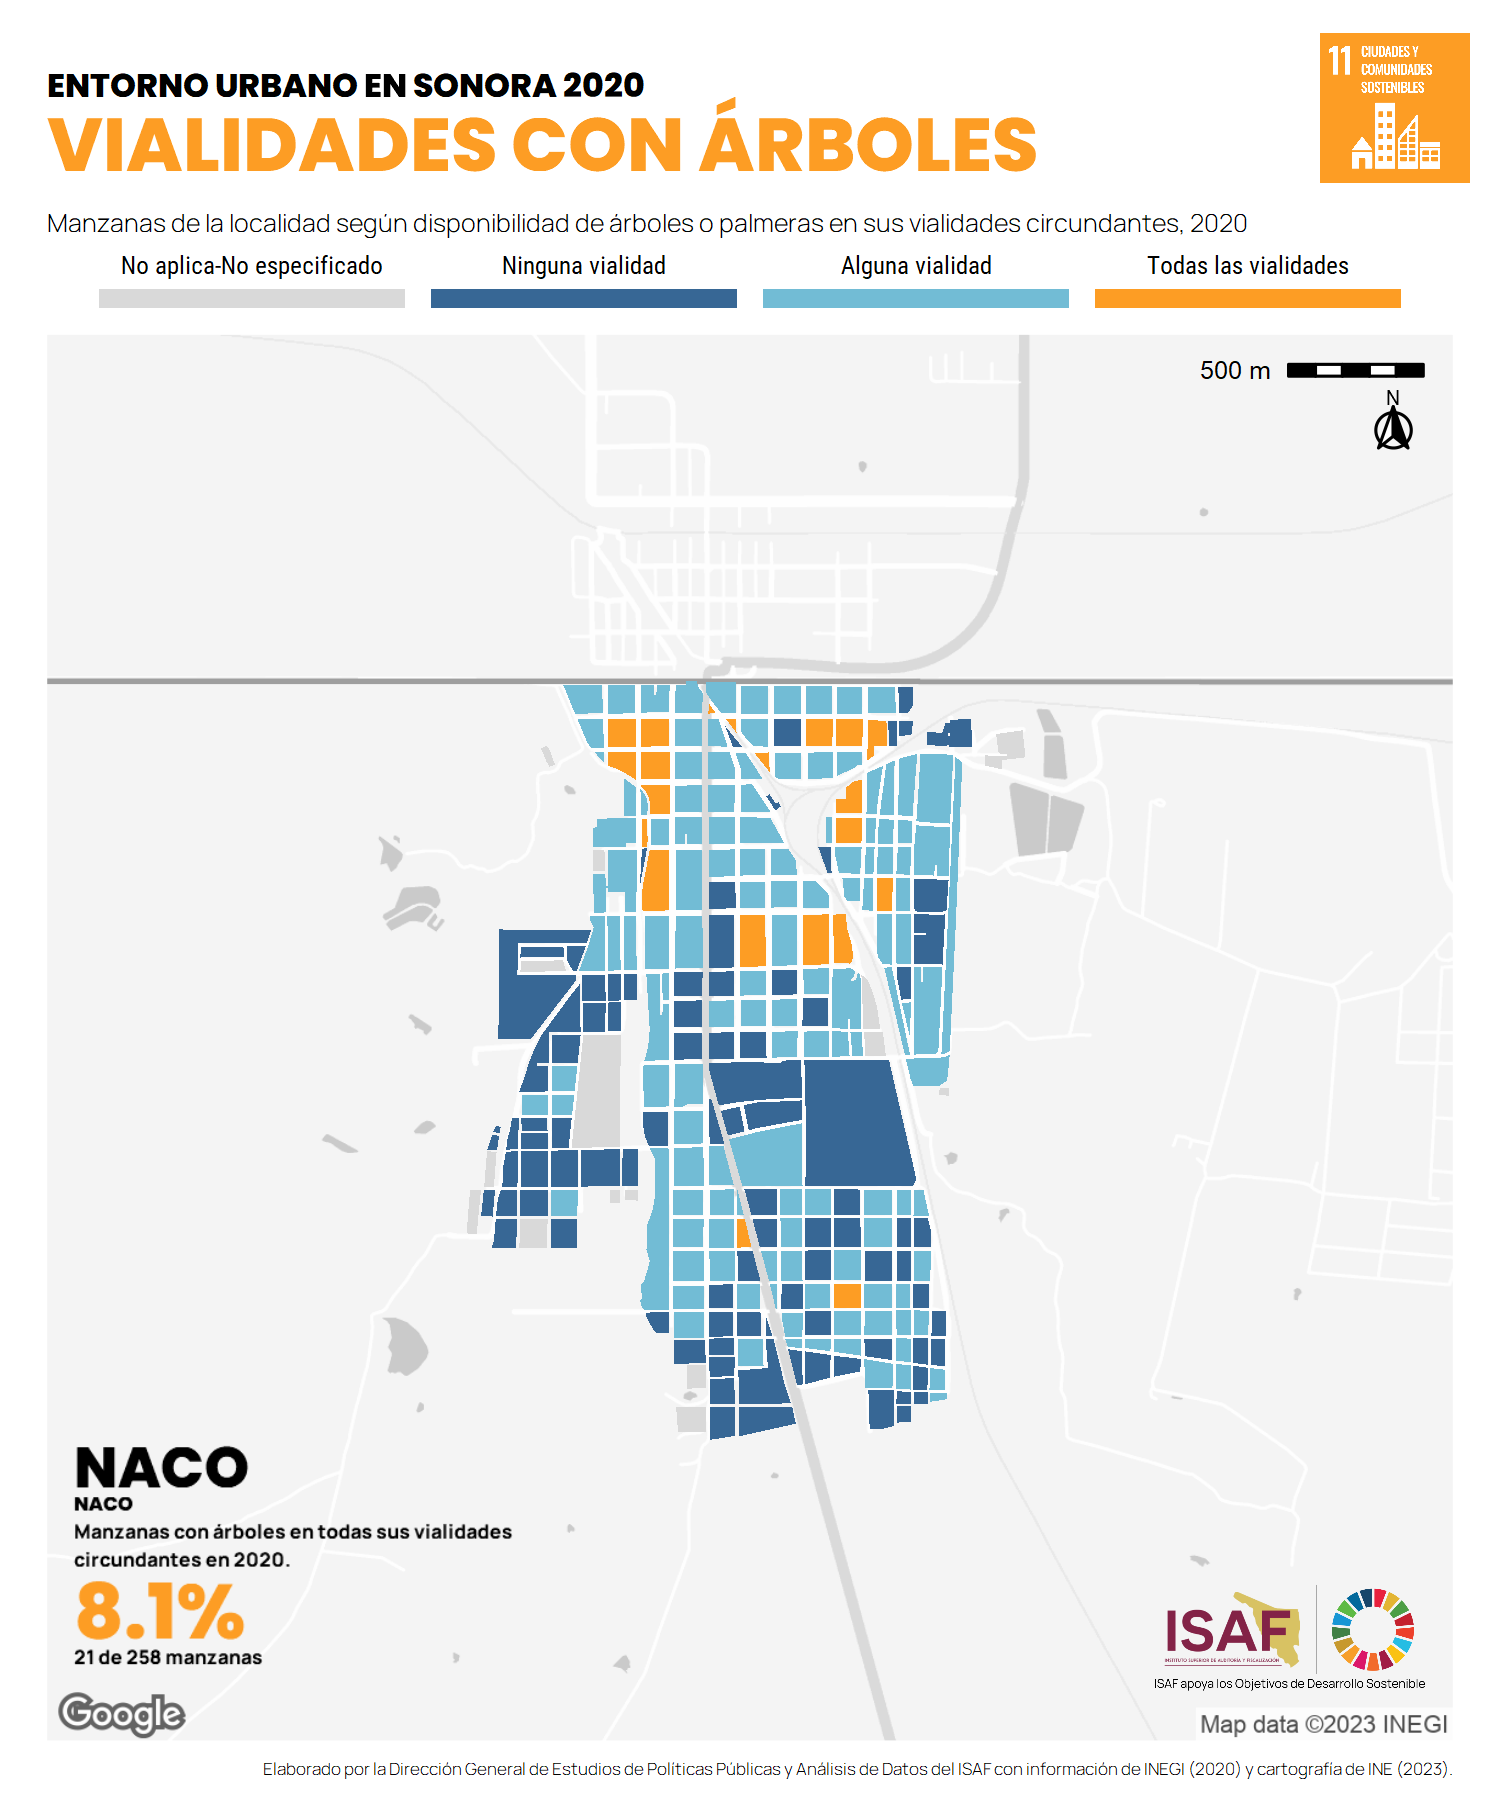 ENTORNO URBANO EN SONORA 2020
VIALIDADES CON ÁRBOLES
11 CIUDADES Y
COMUNIDADES
SOSTENIBLES
Manzanas de la localidad según disponibilidad de árboles o palmeras en sus vialidades circundantes, 2020
No aplica-No especificado Ninguna vialidad Alguna vialidad Todas las vialidades
500 m
N
NACO
NACO
Manzanas con árboles en todas sus vialidades
circundantes en 2020.
8.1%
21 de 258 manzanas
ISAF
INSTITUTO SUPERIOR DE AUDITORÍA Y FISCALIZACIÓN
ISAF apoya los Objetivos de Desarrollo Sostenible
Google
Map data ©2023 INEGI
Elaborado por la Dirección General de Estudios de Políticas Públicas y Análisis de Datos del ISAF con información de INEGI (2020) y cartografía de INE (2023).